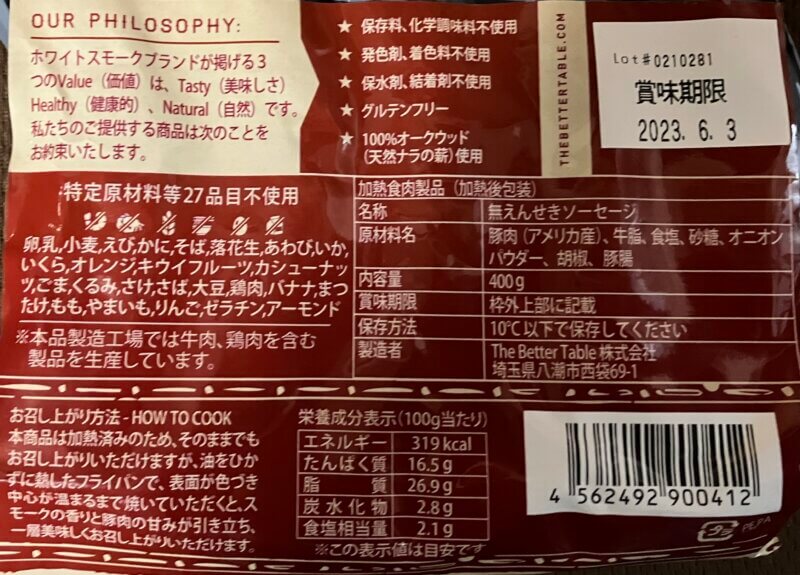 OUR PHILOSOPHY:
ホワイトスモークブランドが掲げる3
つのValue（価値）は、Tasty（美味しさ）
Healthy（健康的）、Natural（自然）です。
私たちのご提供する商品は次のことを
お約束いたします。
★ 保存料、化学調味料不使用
★ 発色剤、着色料不使用
★ 保水剤、結着剤不使用
★ グルテンフリー
★ 100%オークウッド
（天然ナラの薪）使用
THEBETTERTABLE.COM
Lot#0210281
賞味期限
2023. 6. 3
特定原材料等27品目不使用
卵,乳,小麦,えび,かに,そば,落花生,あわび,いか,
いくら,オレンジ,キウイフルーツ,カシューナッ
ツ,ごま,くるみ,さけ,さば,大豆,鶏肉,バナナ,まつ
たけ,もも,やまいも,りんご,ゼラチン,アーモンド
※本品製造工場では牛肉、鶏肉を含む
製品を生産しています。
加熱食肉製品（加熱後包装）
名称 無えんせきソーセージ
原材料名 豚肉（アメリカ産）、牛脂、食塩、砂糖、オニオン
パウダー、胡椒、豚腸
内容量 400g
賞味期限 枠外上部に記載
保存方法 10℃以下で保存してください
製造者 The Better Table 株式会社
埼玉県八潮市西袋69-1
お召し上がり方法 - HOW TO COOK
本商品は加熱済みのため、そのままでも
お召し上がりいただけますが、油をひか
ずに熱したフライパンで、表面が色づき
中心が温まるまで焼いていただくと、ス
モークの香りと豚肉の甘みが引き立ち、
一層美味しくお召し上がりいただけます。
栄養成分表示（100g当たり）
エネルギー 319kcal
たんぱく質 16.5g
脂質 26.9g
炭水化物 2.8g
食塩相当量 2.1g
※この表示値は目安です
4 562492 900412
PE,PA